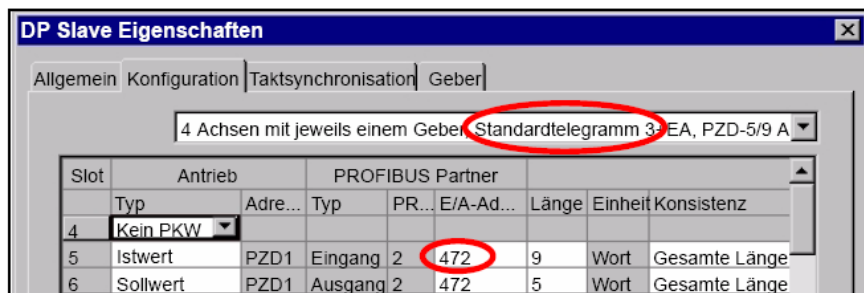 DP Slave Eigenschaften
Allgemein Konfiguration Taktsynchronisation Geber
4 Achsen mit jeweils einem Geber, Standardtelegramm 3+EA, PZD-5/9 A
Slot Antrieb PROFIBUS Partner
Typ Adre... Typ PR... E/A-Ad... Länge Einheit Konsistenz
4 Kein PKW
5 Istwert PZD1 Eingang 2 472 9 Wort Gesamte Länge
6 Sollwert PZD1 Ausgang 2 472 5 Wort Gesamte Länge